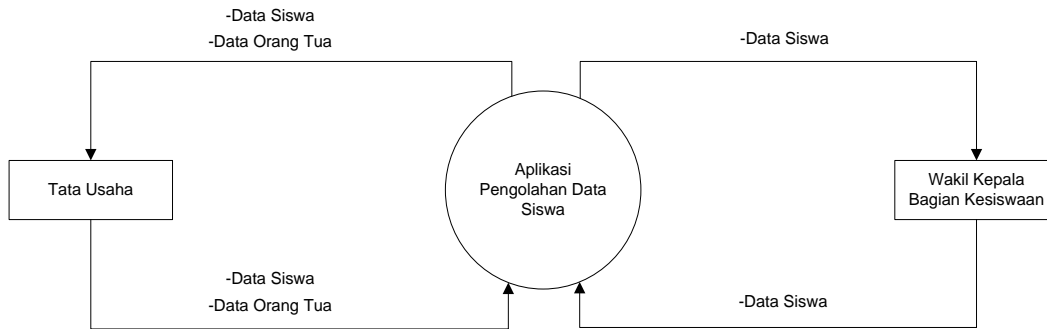 -Data Siswa
-Data Orang Tua
-Data Siswa
Tata Usaha
Aplikasi
Pengolahan Data
Siswa
Wakil Kepala
Bagian Kesiswaan
-Data Siswa
-Data Orang Tua
-Data Siswa